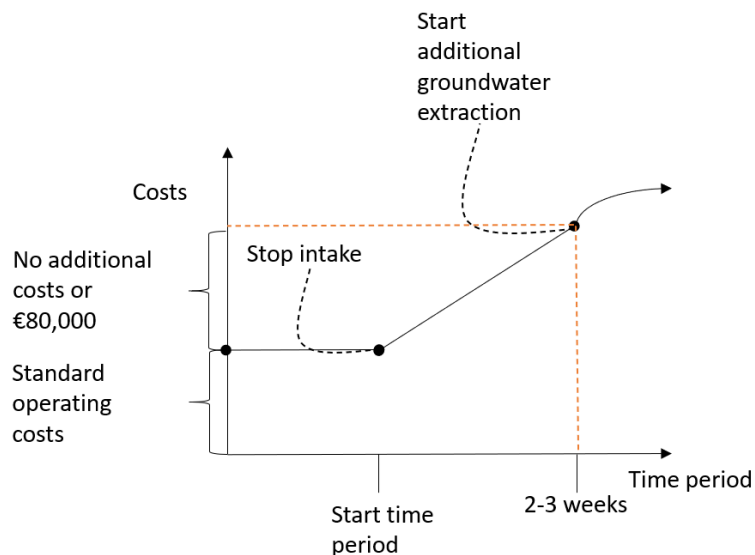 Start
additional
groundwater
extraction
Costs
No additional
costs or
€80,000
Stop intake
Standard
operating
costs
Time period
2-3 weeks
Start time
period